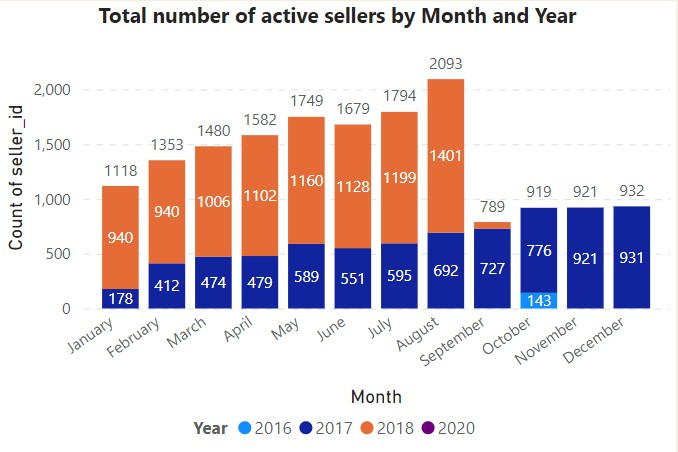 Total number of active sellers by Month and Year
Count of seller_id
2,000
1,500
1,000
500
0
1118
1353
1480
1582
1749
1679
1794
2093
789
919
921
932
940
940
1006
1102
1160
1128
1199
1401
178
412
474
479
589
551
595
692
727
776
921
931
143
January
February
March
April
May
June
July
August
September
October
November
December
Month
Year 2016 2017 2018 2020